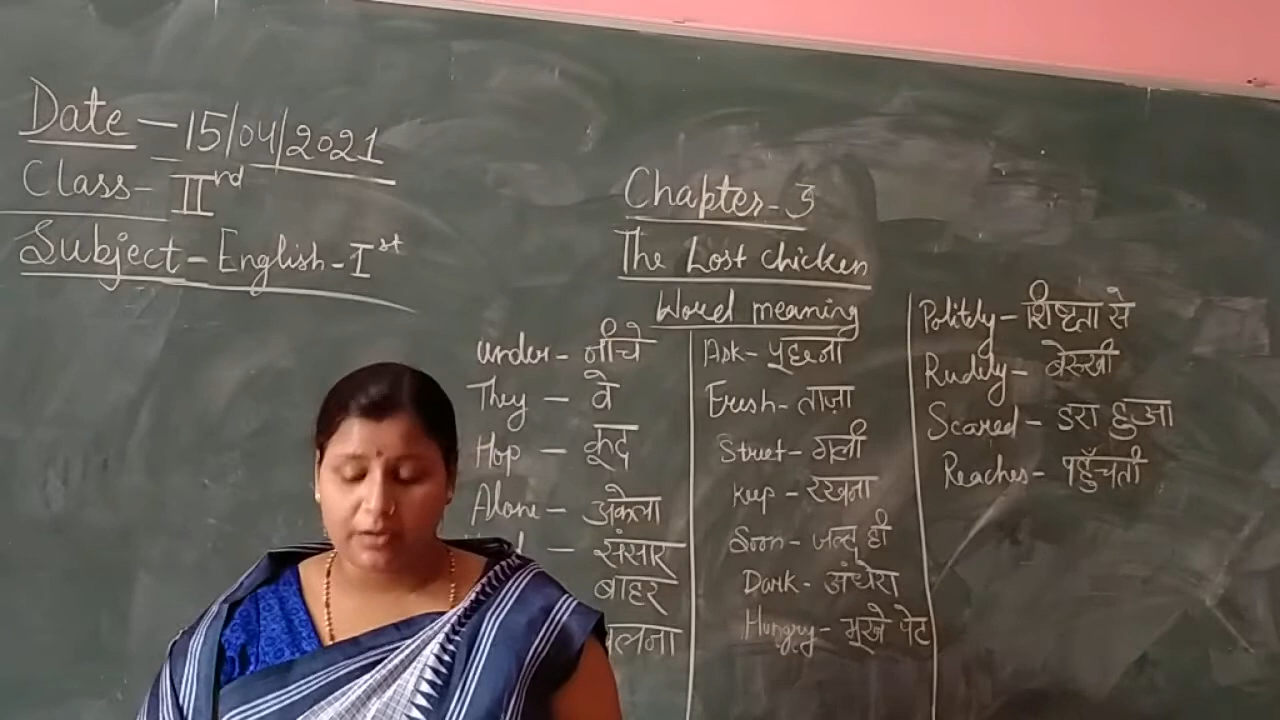 Date - 15/04/2021
Class - IInd
Subject - English - Ist
Chapter - 3
The Lost chicken
Word meaning
Under - नीचे
They - वे
Hop - कूद
Alone - अकेला
- संसार
बाहर
Ask - पूछना
Fresh - ताज़ा
Street - गली
Keep - रखना
Soon - जल्द ही
Dark - अंधेरा
Hungry - भूखे पेट
Politely - शिष्टता से
Rudely - बेरुखी
Scared - डरा हुआ
Reaches - पहुँचती